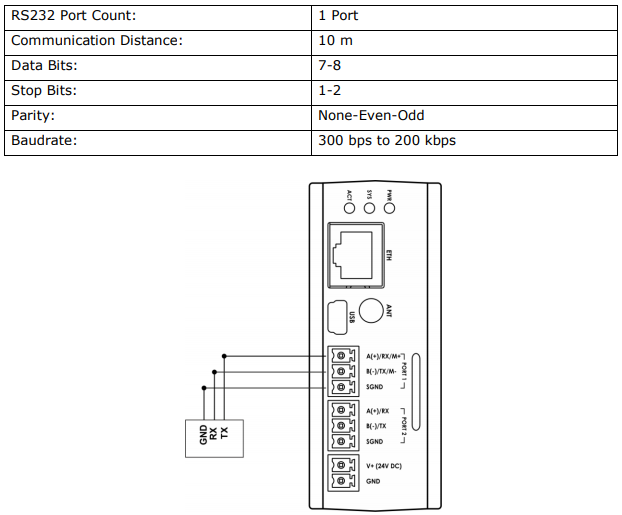 RS232 Port Count: 1 Port
Communication Distance: 10 m
Data Bits: 7-8
Stop Bits: 1-2
Parity: None-Even-Odd
Baudrate: 300 bps to 200 kbps
ACT SYS PWR
ETH
USB ANT
A(+)/RX/M+
B(-)/TX/M-
SGND
PORT 1
A(+)/RX
B(-)/TX
SGND
PORT 2
V+ (24V DC)
GND
GND
RX
TX